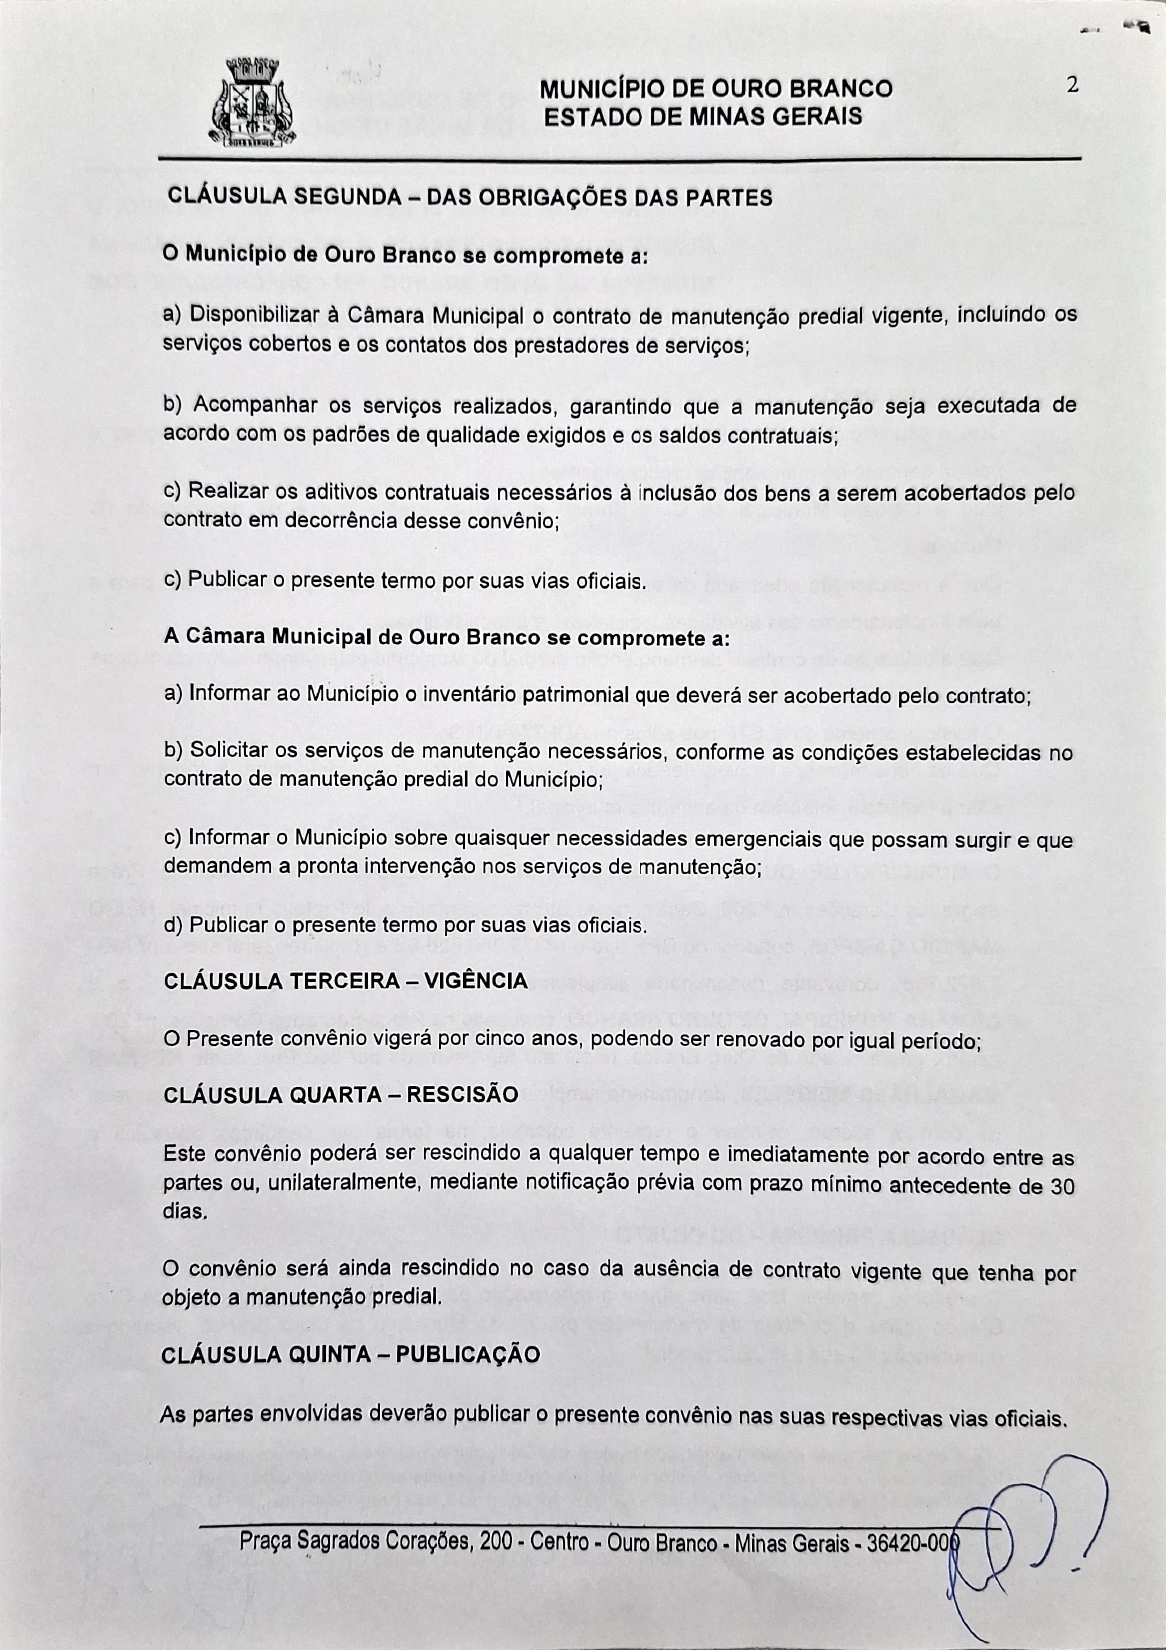 MUNICÍPIO DE OURO BRANCO
ESTADO DE MINAS GERAIS
2
CLÁUSULA SEGUNDA – DAS OBRIGAÇÕES DAS PARTES
O Município de Ouro Branco se compromete a:
a) Disponibilizar à Câmara Municipal o contrato de manutenção predial vigente, incluindo os
serviços cobertos e os contatos dos prestadores de serviços;
b) Acompanhar os serviços realizados, garantindo que a manutenção seja executada de
acordo com os padrões de qualidade exigidos e os saldos contratuais;
c) Realizar os aditivos contratuais necessários à inclusão dos bens a serem acobertados pelo
contrato em decorrência desse convênio;
c) Publicar o presente termo por suas vias oficiais.
A Câmara Municipal de Ouro Branco se compromete a:
a) Informar ao Município o inventário patrimonial que deverá ser acobertado pelo contrato;
b) Solicitar os serviços de manutenção necessários, conforme as condições estabelecidas no
contrato de manutenção predial do Município;
c) Informar o Município sobre quaisquer necessidades emergenciais que possam surgir e que
demandem a pronta intervenção nos serviços de manutenção;
d) Publicar o presente termo por suas vias oficiais.
CLÁUSULA TERCEIRA – VIGÊNCIA
O Presente convênio vigerá por cinco anos, podendo ser renovado por igual período;
CLÁUSULA QUARTA – RESCISÃO
Este convênio poderá ser rescindido a qualquer tempo e imediatamente por acordo entre as
partes ou, unilateralmente, mediante notificação prévia com prazo mínimo antecedente de 30
dias.
O convênio será ainda rescindido no caso da ausência de contrato vigente que tenha por
objeto a manutenção predial.
CLÁUSULA QUINTA – PUBLICAÇÃO
As partes envolvidas deverão publicar o presente convênio nas suas respectivas vias oficiais.
Praça Sagrados Corações, 200 - Centro - Ouro Branco - Minas Gerais - 36420-000